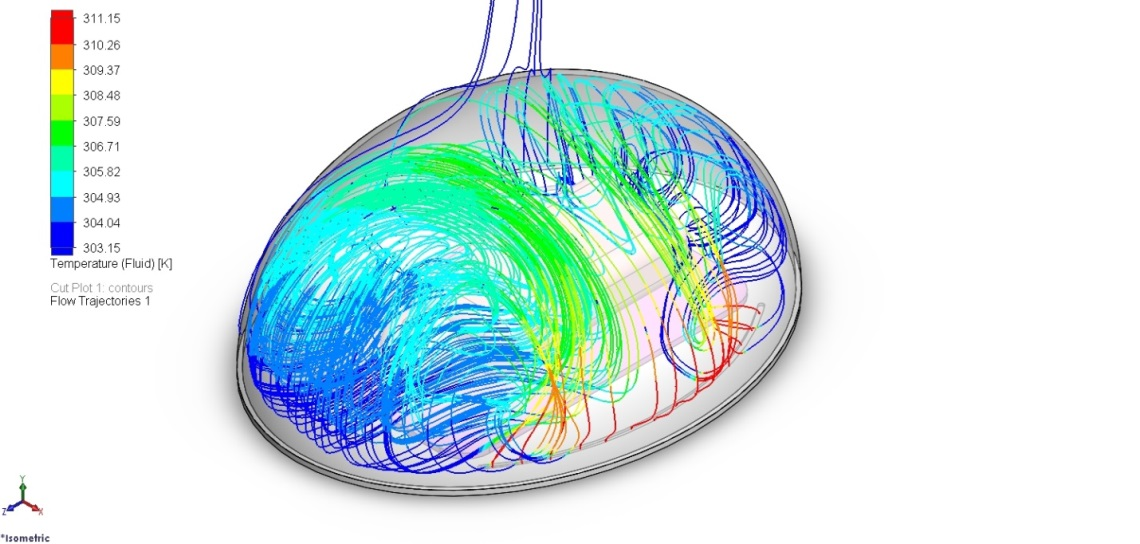 311.15
310.26
309.37
308.48
307.59
306.71
305.82
304.93
304.04
303.15
Temperature (Fluid) [K]
Cut Plot 1: contours
Flow Trajectories 1
Y
Z X
*Isometric